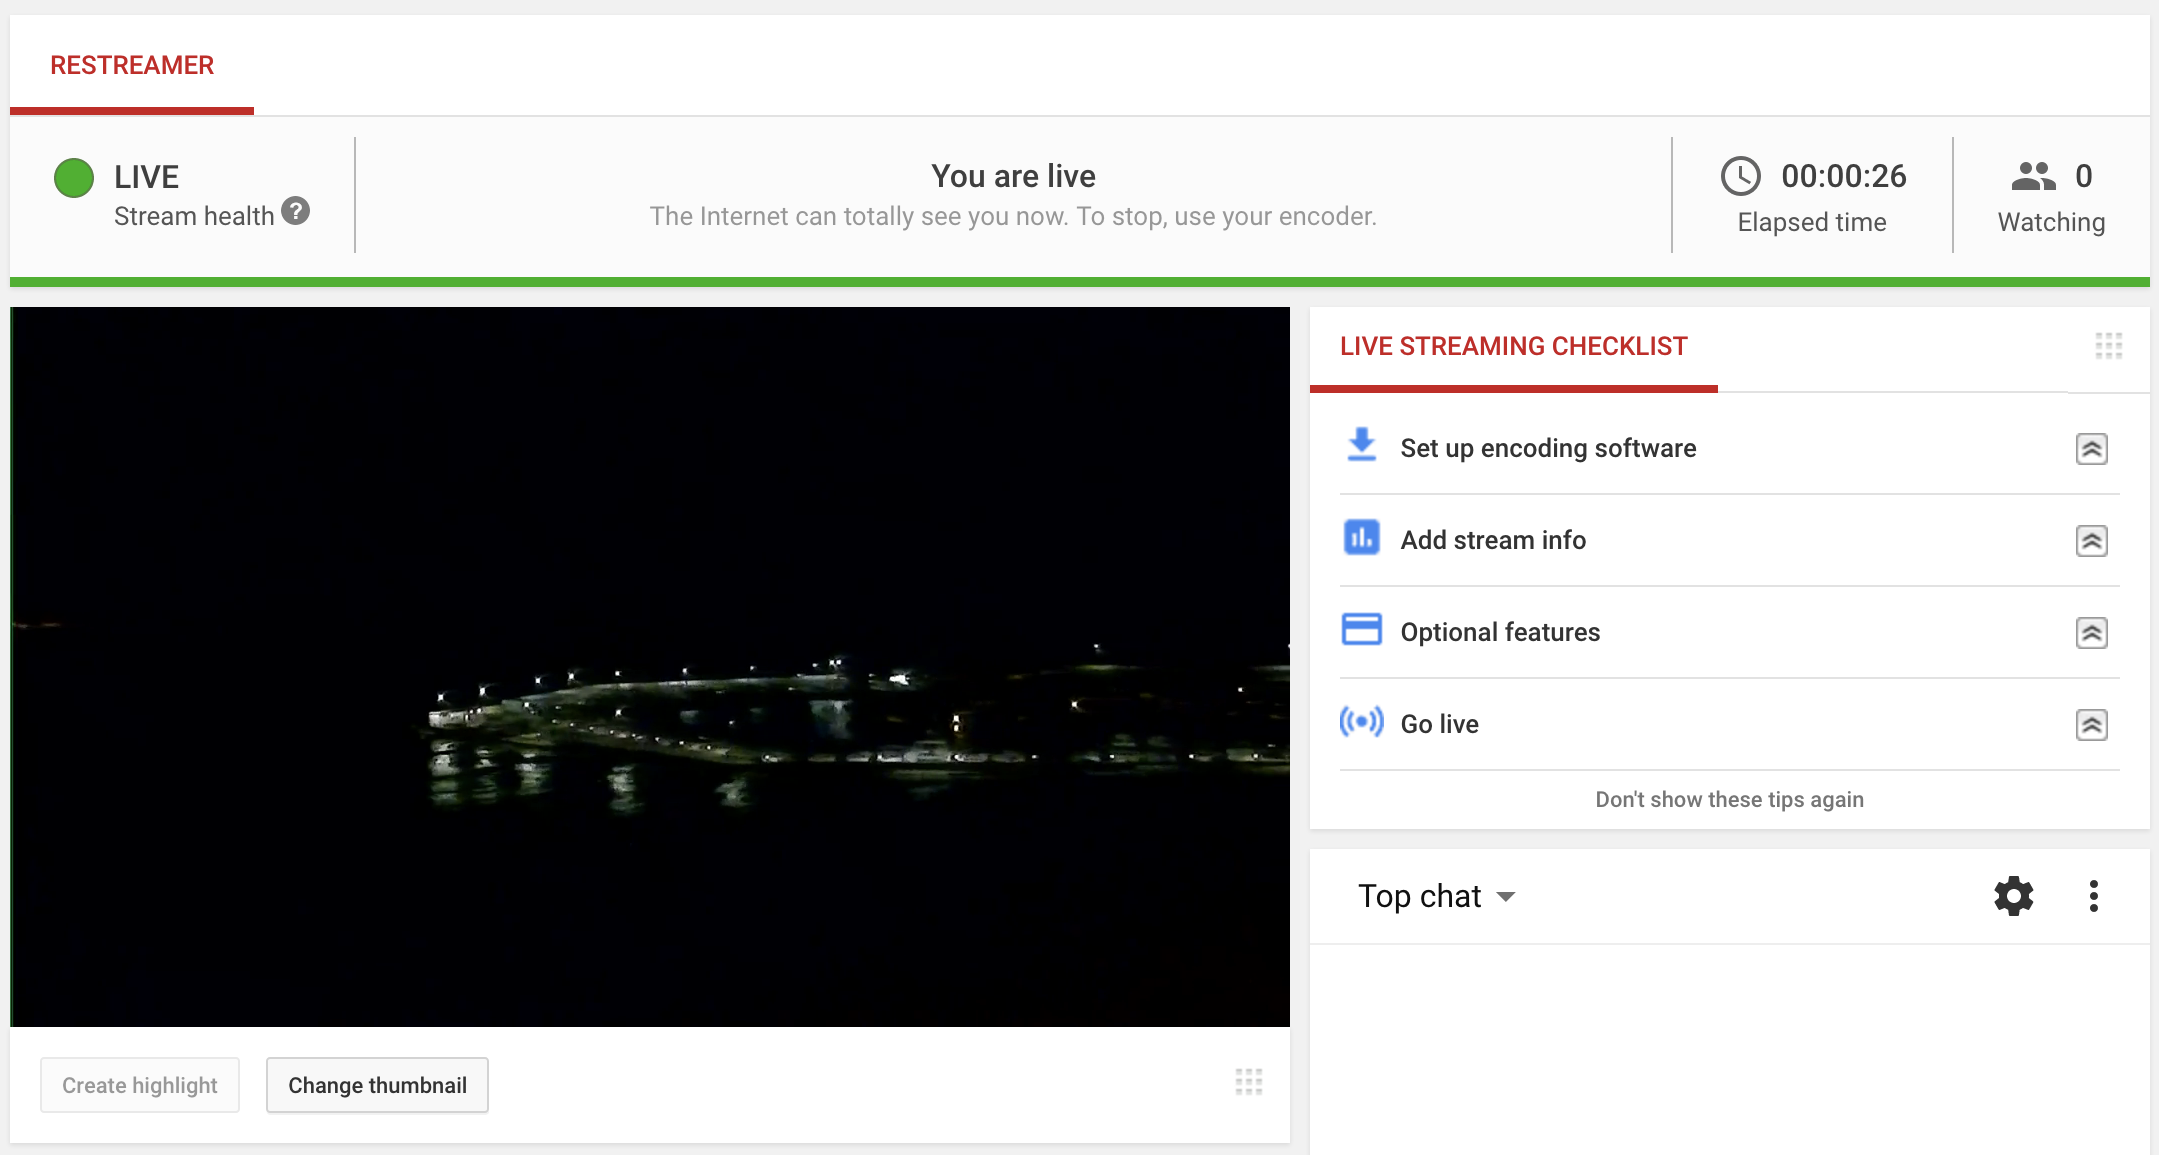 RESTREAMER
LIVE
Stream health ?
You are live
The Internet can totally see you now. To stop, use your encoder.
00:00:26
Elapsed time
0
Watching
LIVE STREAMING CHECKLIST
Set up encoding software
Add stream info
Optional features
Go live
Don't show these tips again
Top chat
Create highlight
Change thumbnail